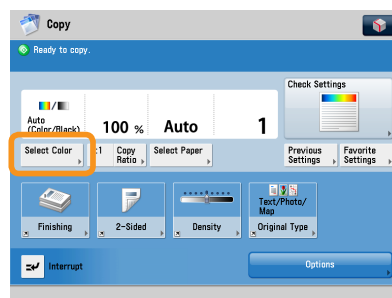 Copy
Ready to copy.
Check Settings
Auto
(Color/Black)
100 %
Auto
1
Select Color
:1
Copy
Ratio
Select Paper
Previous
Settings
Favorite
Settings
Finishing
2-Sided
Density
Text/Photo/
Map
Original Type
Interrupt
Options